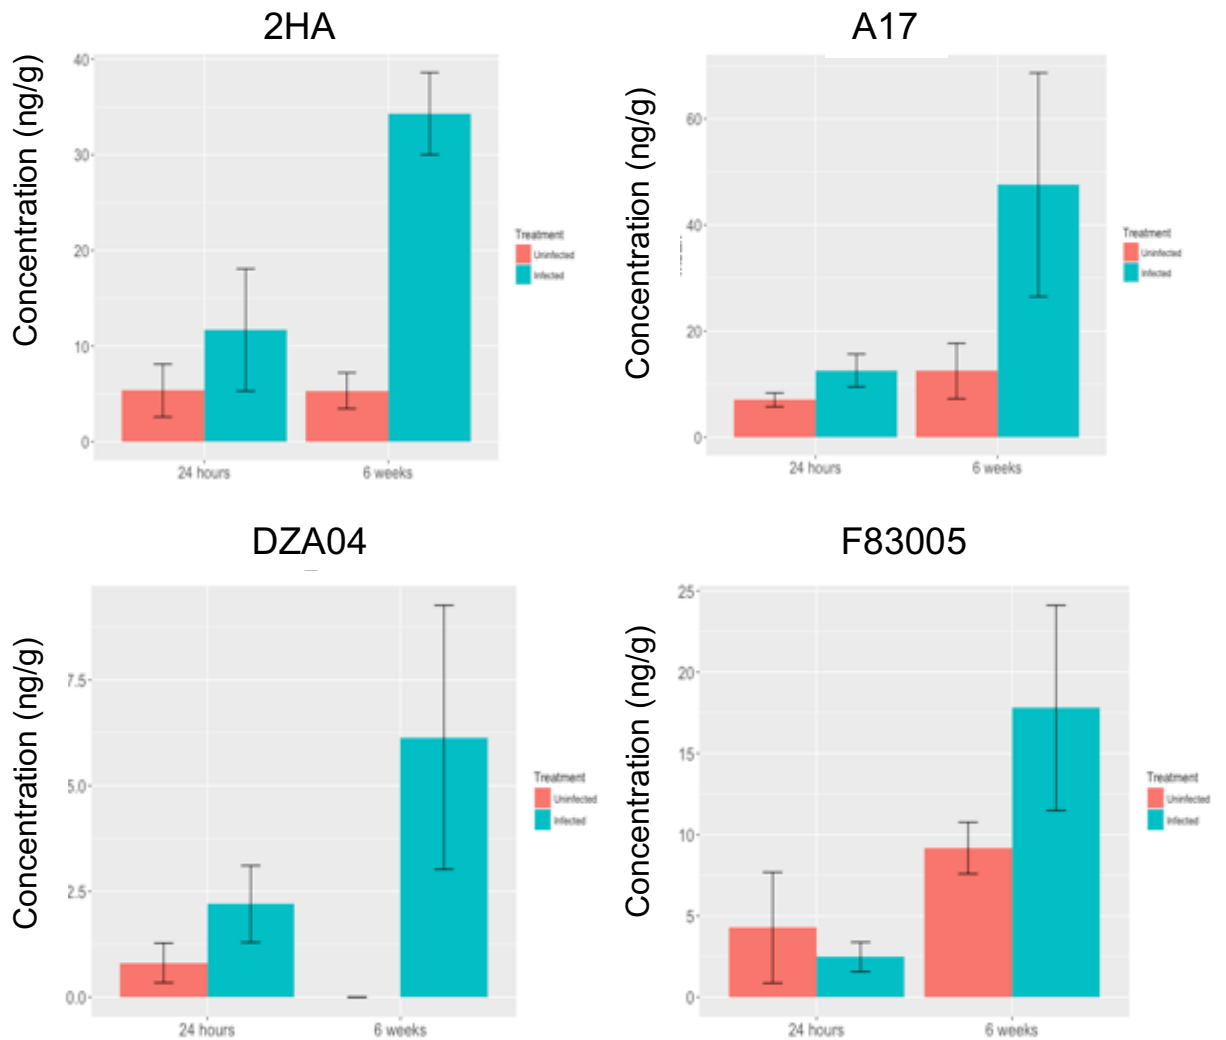 2HA
Concentration (ng/g)
40
30
20
10
0
24 hours
6 weeks
Treatment
Uninfected
Infected
A17
Concentration (ng/g)
60
40
20
0
24 hours
6 weeks
Treatment
Uninfected
Infected
DZA04
Concentration (ng/g)
7.5
5.0
2.5
0.0
24 hours
6 weeks
Treatment
Uninfected
Infected
F83005
Concentration (ng/g)
25
20
15
10
5
0
24 hours
6 weeks
Treatment
Uninfected
Infected